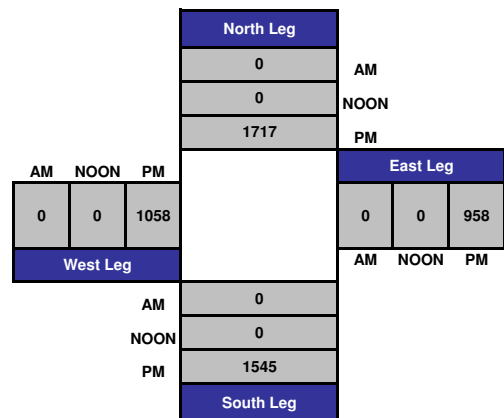 North Leg
0 AM
0 NOON
1717 PM
AM NOON PM
East Leg
0 0 1058
0 0 958
West Leg
AM NOON PM
AM 0
NOON 0
PM 1545
South Leg